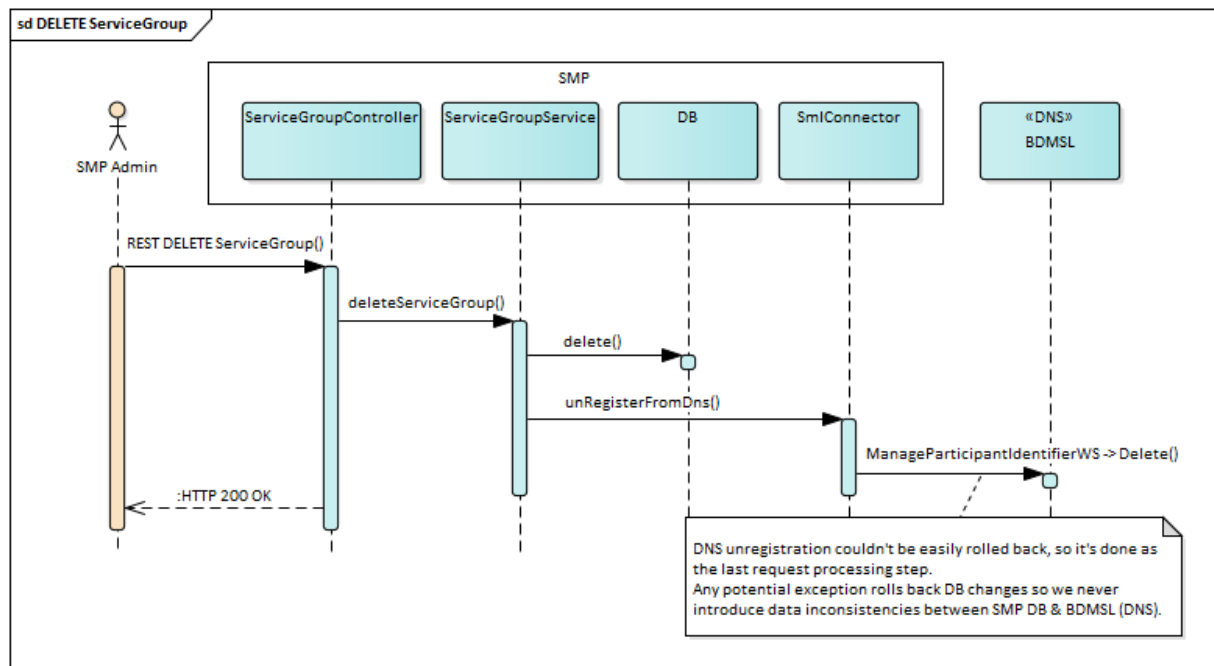 sd DELETE ServiceGroup
SMP
SMP Admin
ServiceGroupController
ServiceGroupService
DB
SmlConnector
«DNS»
BDMSL
REST DELETE ServiceGroup()
deleteServiceGroup()
delete()
unRegisterFromDns()
ManageParticipantIdentifierWS -> Delete()
:HTTP 200 OK
DNS unregistration couldn't be easily rolled back, so it's done as
the last request processing step.
Any potential exception rolls back DB changes so we never
introduce data inconsistencies between SMP DB & BDMSL (DNS).